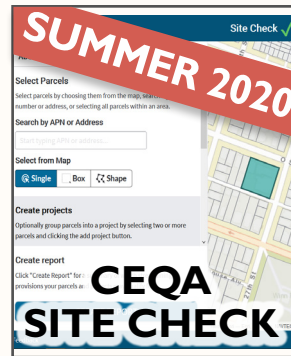 Site Check
SUMMER 2020
Select Parcels
Select parcels by choosing them from the map,
number or address, or selecting all parcels within an area.
Search by APN or Address
Start typing APN or address...
Select from Map
Single
Box
Shape
Create projects
Optionally group parcels into a project by selecting two or more
parcels and clicking the add project button.
Create report
Click "Create Report" for
provisions your parcels
27th St
CEQA
SITE CHECK